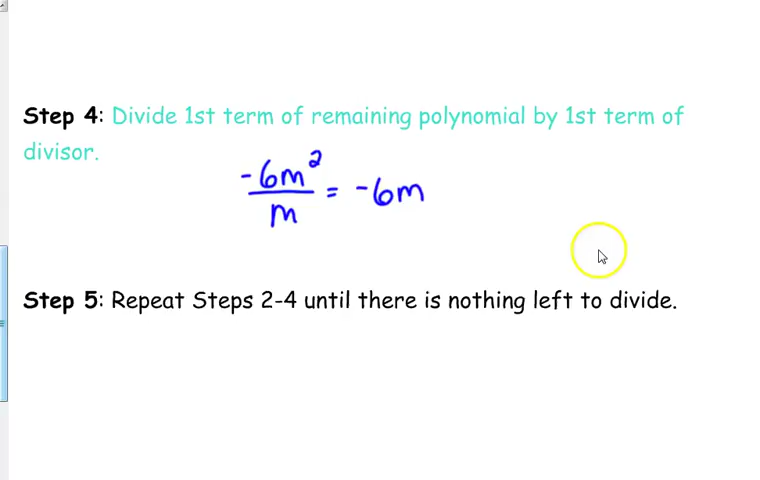 Step 4: Divide 1st term of remaining polynomial by 1st term of
divisor.
-6m² / m = -6m
Step 5: Repeat Steps 2-4 until there is nothing left to divide.